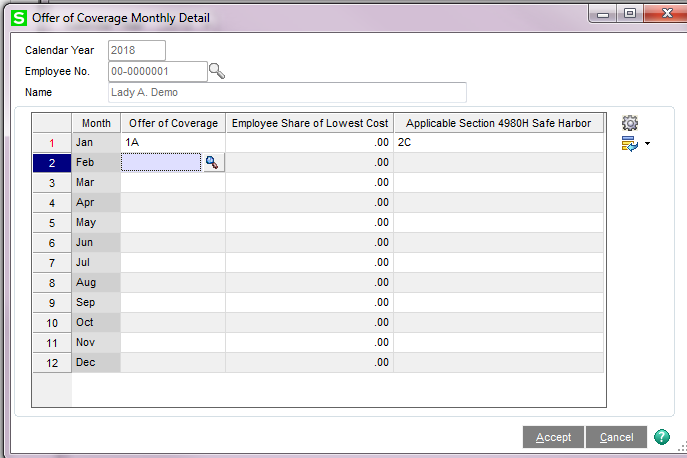 S Offer of Coverage Monthly Detail
Calendar Year 2018
Employee No. 00-0000001
Name Lady A. Demo
Month Offer of Coverage Employee Share of Lowest Cost Applicable Section 4980H Safe Harbor
1 Jan 1A .00 2C
2 Feb .00
3 Mar .00
4 Apr .00
5 May .00
6 Jun .00
7 Jul .00
8 Aug .00
9 Sep .00
10 Oct .00
11 Nov .00
12 Dec .00
Accept Cancel ?